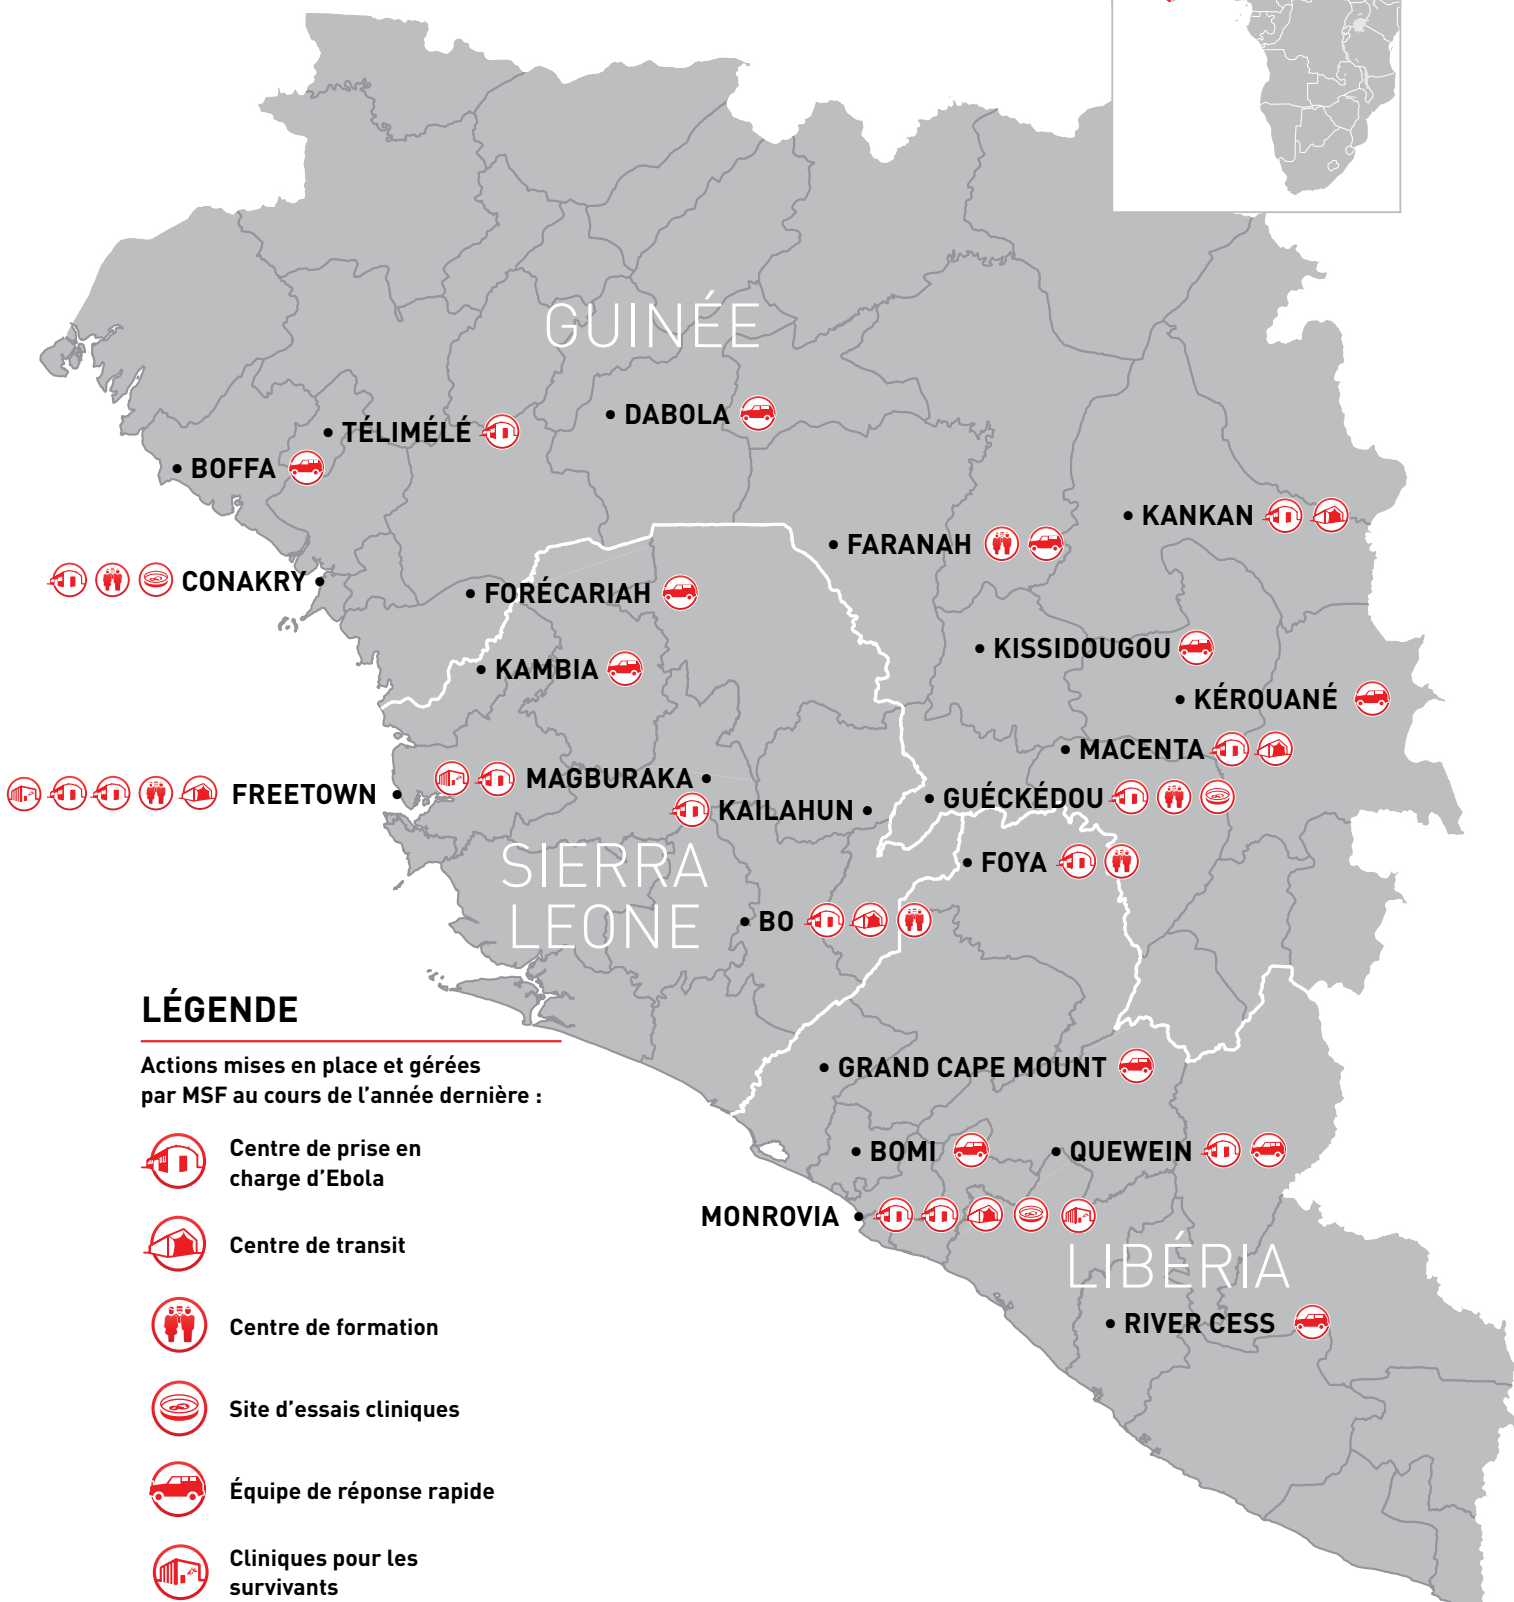 GUINÉE
• DABOLA
• TÉLIMÉLÉ
• BOFFA
• KANKAN
• FARANAH
CONAKRY •
• FORÉCARIAH
• KISSIDOUGOU
• KAMBIA
• KÉROUANÉ
• MACENTA
MAGBURAKA •
FREETOWN •
• GUÉCKÉDOU
KAILAHUN •
SIERRA
LEONE
• FOYA
• BO
LÉGENDE
Actions mises en place et gérées
par MSF au cours de l’année dernière :
Centre de prise en
charge d’Ebola
Centre de transit
Centre de formation
Site d’essais cliniques
Équipe de réponse rapide
Cliniques pour les
survivants
• GRAND CAPE MOUNT
• BOMI
• QUEWEIN
MONROVIA •
LIBÉRIA
• RIVER CESS